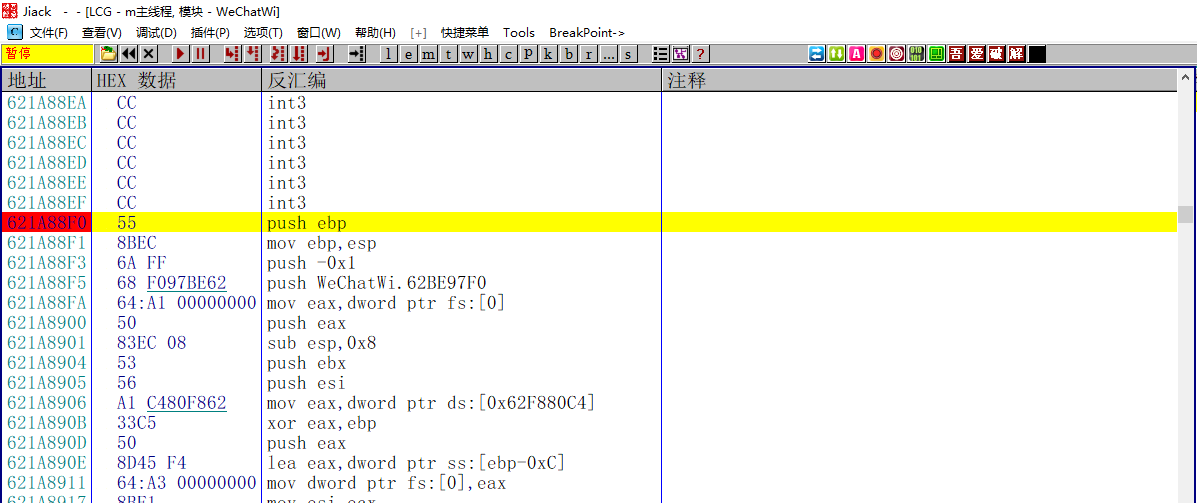 Jiack - - [LCG - m主线程, 模块 - WeChatWi]
C 文件(F) 查看(V) 调试(D) 插件(P) 选项(T) 窗口(W) 帮助(H) [+] 快捷菜单 Tools BreakPoint->
暂停 l e m t w h c p k b r ... s ? A 吾 爱 破 解
地址 HEX 数据 反汇编 注释
621A88EA CC int3
621A88EB CC int3
621A88EC CC int3
621A88ED CC int3
621A88EE CC int3
621A88EF CC int3
621A88F0 55 push ebp
621A88F1 8BEC mov ebp,esp
621A88F3 6A FF push -0x1
621A88F5 68 F097BE62 push WeChatWi.62BE97F0
621A88FA 64:A1 00000000 mov eax,dword ptr fs:[0]
621A8900 50 push eax
621A8901 83EC 08 sub esp,0x8
621A8904 53 push ebx
621A8905 56 push esi
621A8906 A1 C480F862 mov eax,dword ptr ds:[0x62F880C4]
621A890B 33C5 xor eax,ebp
621A890D 50 push eax
621A890E 8D45 F4 lea eax,dword ptr ss:[ebp-0xC]
621A8911 64:A3 00000000 mov dword ptr fs:[0],eax
621A8917